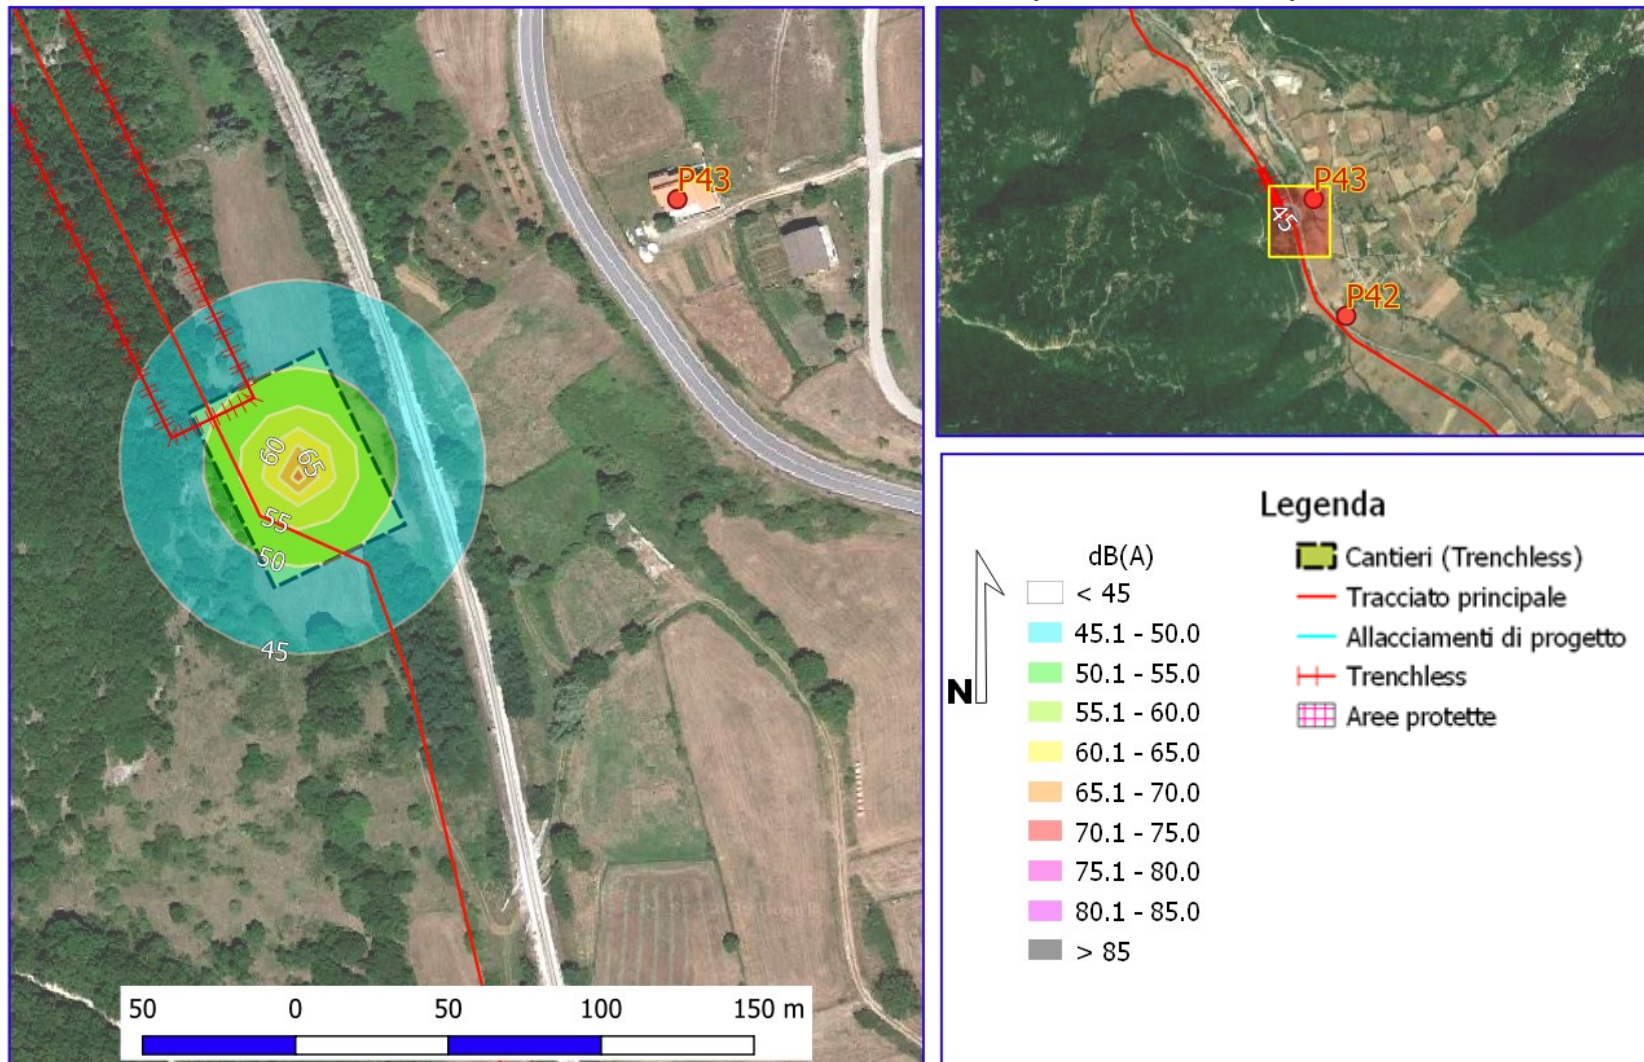 P43
60
65
55
50
45
50 0 50 100 150 m
P43
45
P42
Legenda
dB(A)
< 45
45.1 - 50.0
50.1 - 55.0
55.1 - 60.0
60.1 - 65.0
65.1 - 70.0
70.1 - 75.0
75.1 - 80.0
80.1 - 85.0
> 85
N
Cantieri (Trenchless)
Tracciato principale
Allacciamenti di progetto
Trenchless
Aree protette